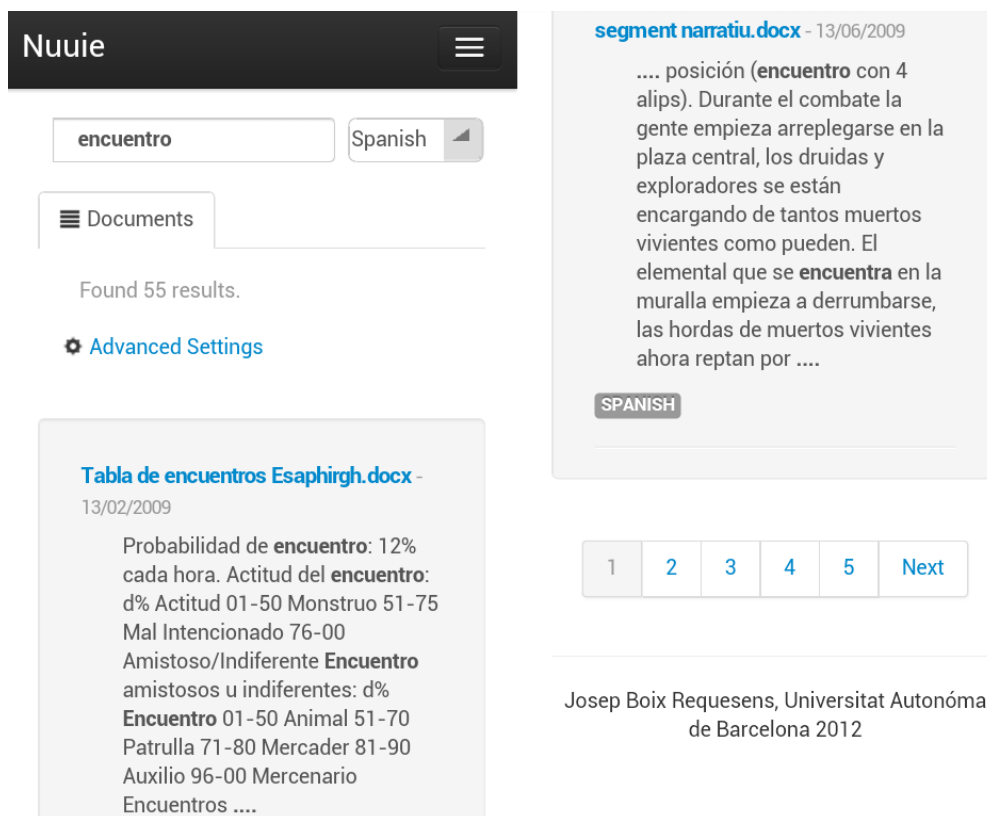 Nuuie
encuentro
Spanish
Documents
Found 55 results.
Advanced Settings
Tabla de encuentros Esaphirgh.docx -
13/02/2009
Probabilidad de encuentro: 12%
cada hora. Actitud del encuentro:
d% Actitud 01-50 Monstruo 51-75
Mal Intencionado 76-00
Amistoso/Indiferente Encuentro
amistosos u indiferentes: d%
Encuentro 01-50 Animal 51-70
Patrulla 71-80 Mercader 81-90
Auxilio 96-00 Mercenario
Encuentros ....
segment narratiu.docx - 13/06/2009
.... posición (encuentro con 4
alips). Durante el combate la
gente empieza arreplegarse en la
plaza central, los druidas y
exploradores se están
encargando de tantos muertos
vivientes como pueden. El
elemental que se encuentra en la
muralla empieza a derrumbarse,
las hordas de muertos vivientes
ahora reptan por ....
SPANISH
1 2 3 4 5 Next
Josep Boix Requesens, Universitat Autonóma
de Barcelona 2012